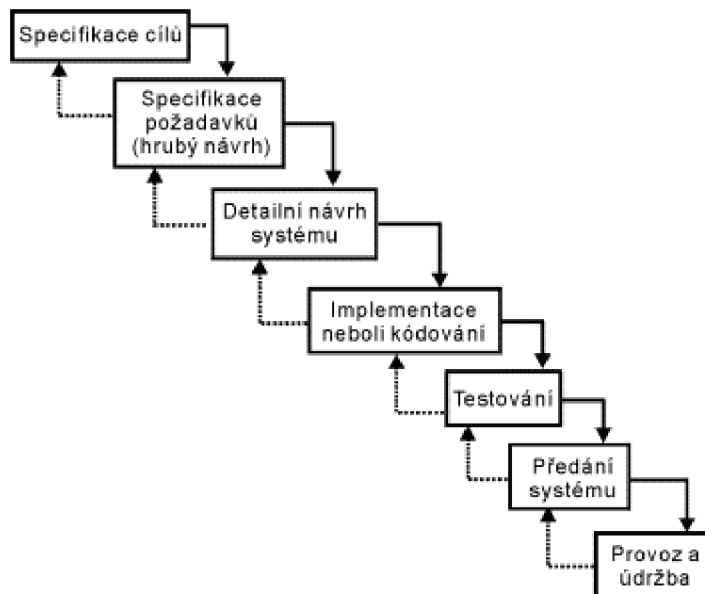 Specifikace cílů
Specifikace
požadavků
(hrubý návrh)
Detailní návrh
systému
Implementace
neboli kódování
Testování
Předání
systému
Provoz a
údržba